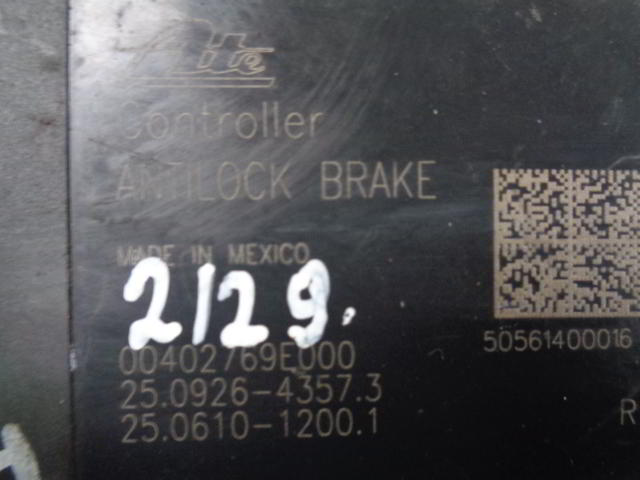 Ate
Controller
ANTILOCK BRAKE
MADE IN MEXICO
2129.
00402769E000
25.0926-4357.3
25.0610-1200.1
50561400016
R